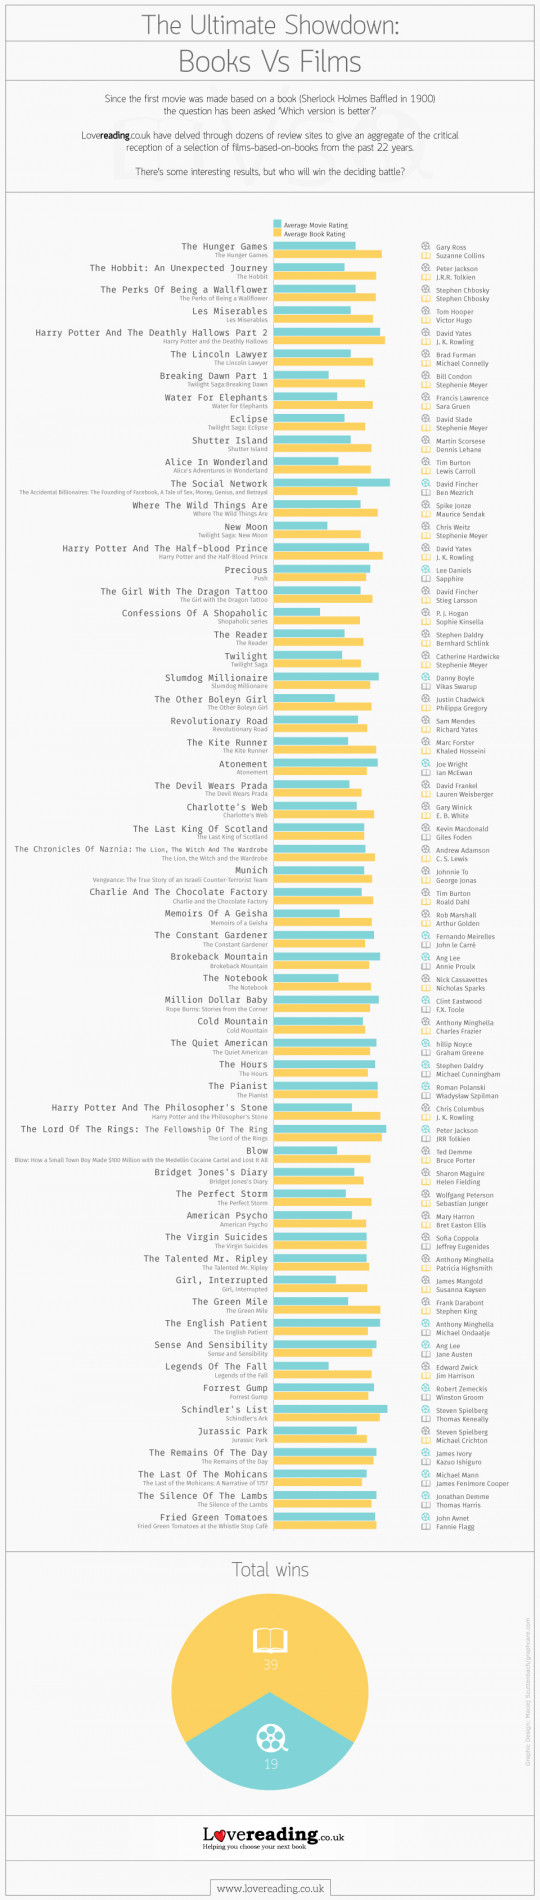 The Ultimate Showdown:
Books Vs Films
Since the first movie was made based on a book (Sherlock Holmes Baffled in 1900)
the question has been asked 'Which version is better?'
Lovereading.co.uk have delved through dozens of review sites to give an aggregate of the critical
reception of a selection of films-based-on-books from the past 22 years.
There's some interesting results, but who will win the deciding battle?
Average Movie Rating
Average Book Rating
The Hunger Games Gary Ross
The Hunger Games Suzanne Collins
The Hobbit: An Unexpected Journey Peter Jackson
The Hobbit J.R.R. Tolkien
The Perks Of Being a Wallflower Stephen Chbosky
The Perks of Being a Wallflower Stephen Chbosky
Les Miserables Tom Hooper
Les Miserables Victor Hugo
Harry Potter And The Deathly Hallows Part 2 David Yates
Harry Potter and the Deathly Hallows J. K. Rowling
The Lincoln Lawyer Brad Furman
The Lincoln Lawyer Michael Connelly
Breaking Dawn Part 1 Bill Condon
Twilight Saga:Breaking Dawn Stephenie Meyer
Water For Elephants Francis Lawrence
Water for Elephants Sara Gruen
Eclipse David Slade
Twilight Saga: Eclipse Stephenie Meyer
Shutter Island Martin Scorsese
Shutter Island Dennis Lehane
Alice In Wonderland Tim Burton
Alice's Adventures in Wonderland Lewis Carroll
The Social Network David Fincher
The Accidental Billionaires: The Founding of Facebook, A Tale of Sex, Money, Genius, and Betrayal Ben Mezrich
Where The Wild Things Are Spike Jonze
Where The Wild Things Are Maurice Sendak
New Moon Chris Weitz
Twilight Saga: New Moon Stephenie Meyer
Harry Potter And The Half-blood Prince David Yates
Harry Potter and the Half-Blood Prince J. K. Rowling
Precious Lee Daniels
Push Sapphire
The Girl With The Dragon Tattoo David Fincher
The Girl with the Dragon Tattoo Stieg Larsson
Confessions Of A Shopaholic P. J. Hogan
Shopaholic series Sophie Kinsella
The Reader Stephen Daldry
The Reader Bernhard Schlink
Twilight Catherine Hardwicke
Twilight Saga Stephenie Meyer
Slumdog Millionaire Danny Boyle
Slumdog Millionaire Vikas Swarup
The Other Boleyn Girl Justin Chadwick
The Other Boleyn Girl Philippa Gregory
Revolutionary Road Sam Mendes
Revolutionary Road Richard Yates
The Kite Runner Marc Forster
The Kite Runner Khaled Hosseini
Atonement Joe Wright
Atonement Ian McEwan
The Devil Wears Prada David Frankel
The Devil Wears Prada Lauren Weisberger
Charlotte's Web Gary Winick
Charlotte's Web E. B. White
The Last King Of Scotland Kevin Macdonald
The Last King of Scotland Giles Foden
The Chronicles Of Narnia: The Lion, The Witch And The Wardrobe Andrew Adamson
The Lion, the Witch and the Wardrobe C. S. Lewis
Munich Johnnie To
Vengeance: The True Story of an Israeli Counter-Terrorist Team George Jonas
Charlie And The Chocolate Factory Tim Burton
Charlie and the Chocolate Factory Roald Dahl
Memoirs Of A Geisha Rob Marshall
Memoirs of a Geisha Arthur Golden
The Constant Gardener Fernando Meirelles
The Constant Gardener John le Carré
Brokeback Mountain Ang Lee
Brokeback Mountain Annie Proulx
The Notebook Nick Cassavettes
The Notebook Nicholas Sparks
Million Dollar Baby Clint Eastwood
Rope Burns: Stories from the Corner F.X. Toole
Cold Mountain Anthony Minghella
Cold Mountain Charles Frazier
The Quiet American hillip Noyce
The Quiet American Graham Greene
The Hours Stephen Daldry
The Hours Michael Cunningham
The Pianist Roman Polanski
The Pianist Władysław Szpilman
Harry Potter And The Philosopher's Stone Chris Columbus
Harry Potter and the Philosopher's Stone J. K. Rowling
The Lord Of The Rings: The Fellowship Of The Ring Peter Jackson
The Lord of the Rings JRR Tolkien
Blow Ted Demme
Blow: How a Small Town Boy Made $100 Million with the Medellín Cocaine Cartel and Lost It All Bruce Porter
Bridget Jones's Diary Sharon Maguire
Bridget Jones's Diary Helen Fielding
The Perfect Storm Wolfgang Peterson
The Perfect Storm Sebastian Junger
American Psycho Mary Harron
American Psycho Bret Easton Ellis
The Virgin Suicides Sofia Coppola
The Virgin Suicides Jeffrey Eugenides
The Talented Mr. Ripley Anthony Minghella
The Talented Mr. Ripley Patricia Highsmith
Girl, Interrupted James Mangold
Girl, Interrupted Susanna Kaysen
The Green Mile Frank Darabont
The Green Mile Stephen King
The English Patient Anthony Minghella
The English Patient Michael Ondaatje
Sense And Sensibility Ang Lee
Sense and Sensibility Jane Austen
Legends Of The Fall Edward Zwick
Legends of the Fall Jim Harrison
Forrest Gump Robert Zemeckis
Forrest Gump Winston Groom
Schindler's List Steven Spielberg
Schindler's Ark Thomas Keneally
Jurassic Park Steven Spielberg
Jurassic Park Michael Crichton
The Remains Of The Day James Ivory
The Remains of the Day Kazuo Ishiguro
The Last Of The Mohicans Michael Mann
The Last of the Mohicans: A Narrative of 1757 James Fenimore Cooper
The Silence Of The Lambs Jonathan Demme
The Silence of the Lambs Thomas Harris
Fried Green Tomatoes John Avnet
Fried Green Tomatoes at the Whistle Stop Café Fannie Flagg
Total wins
39
19
Lovereading.co.uk
Helping you choose your next book
www.lovereading.co.uk